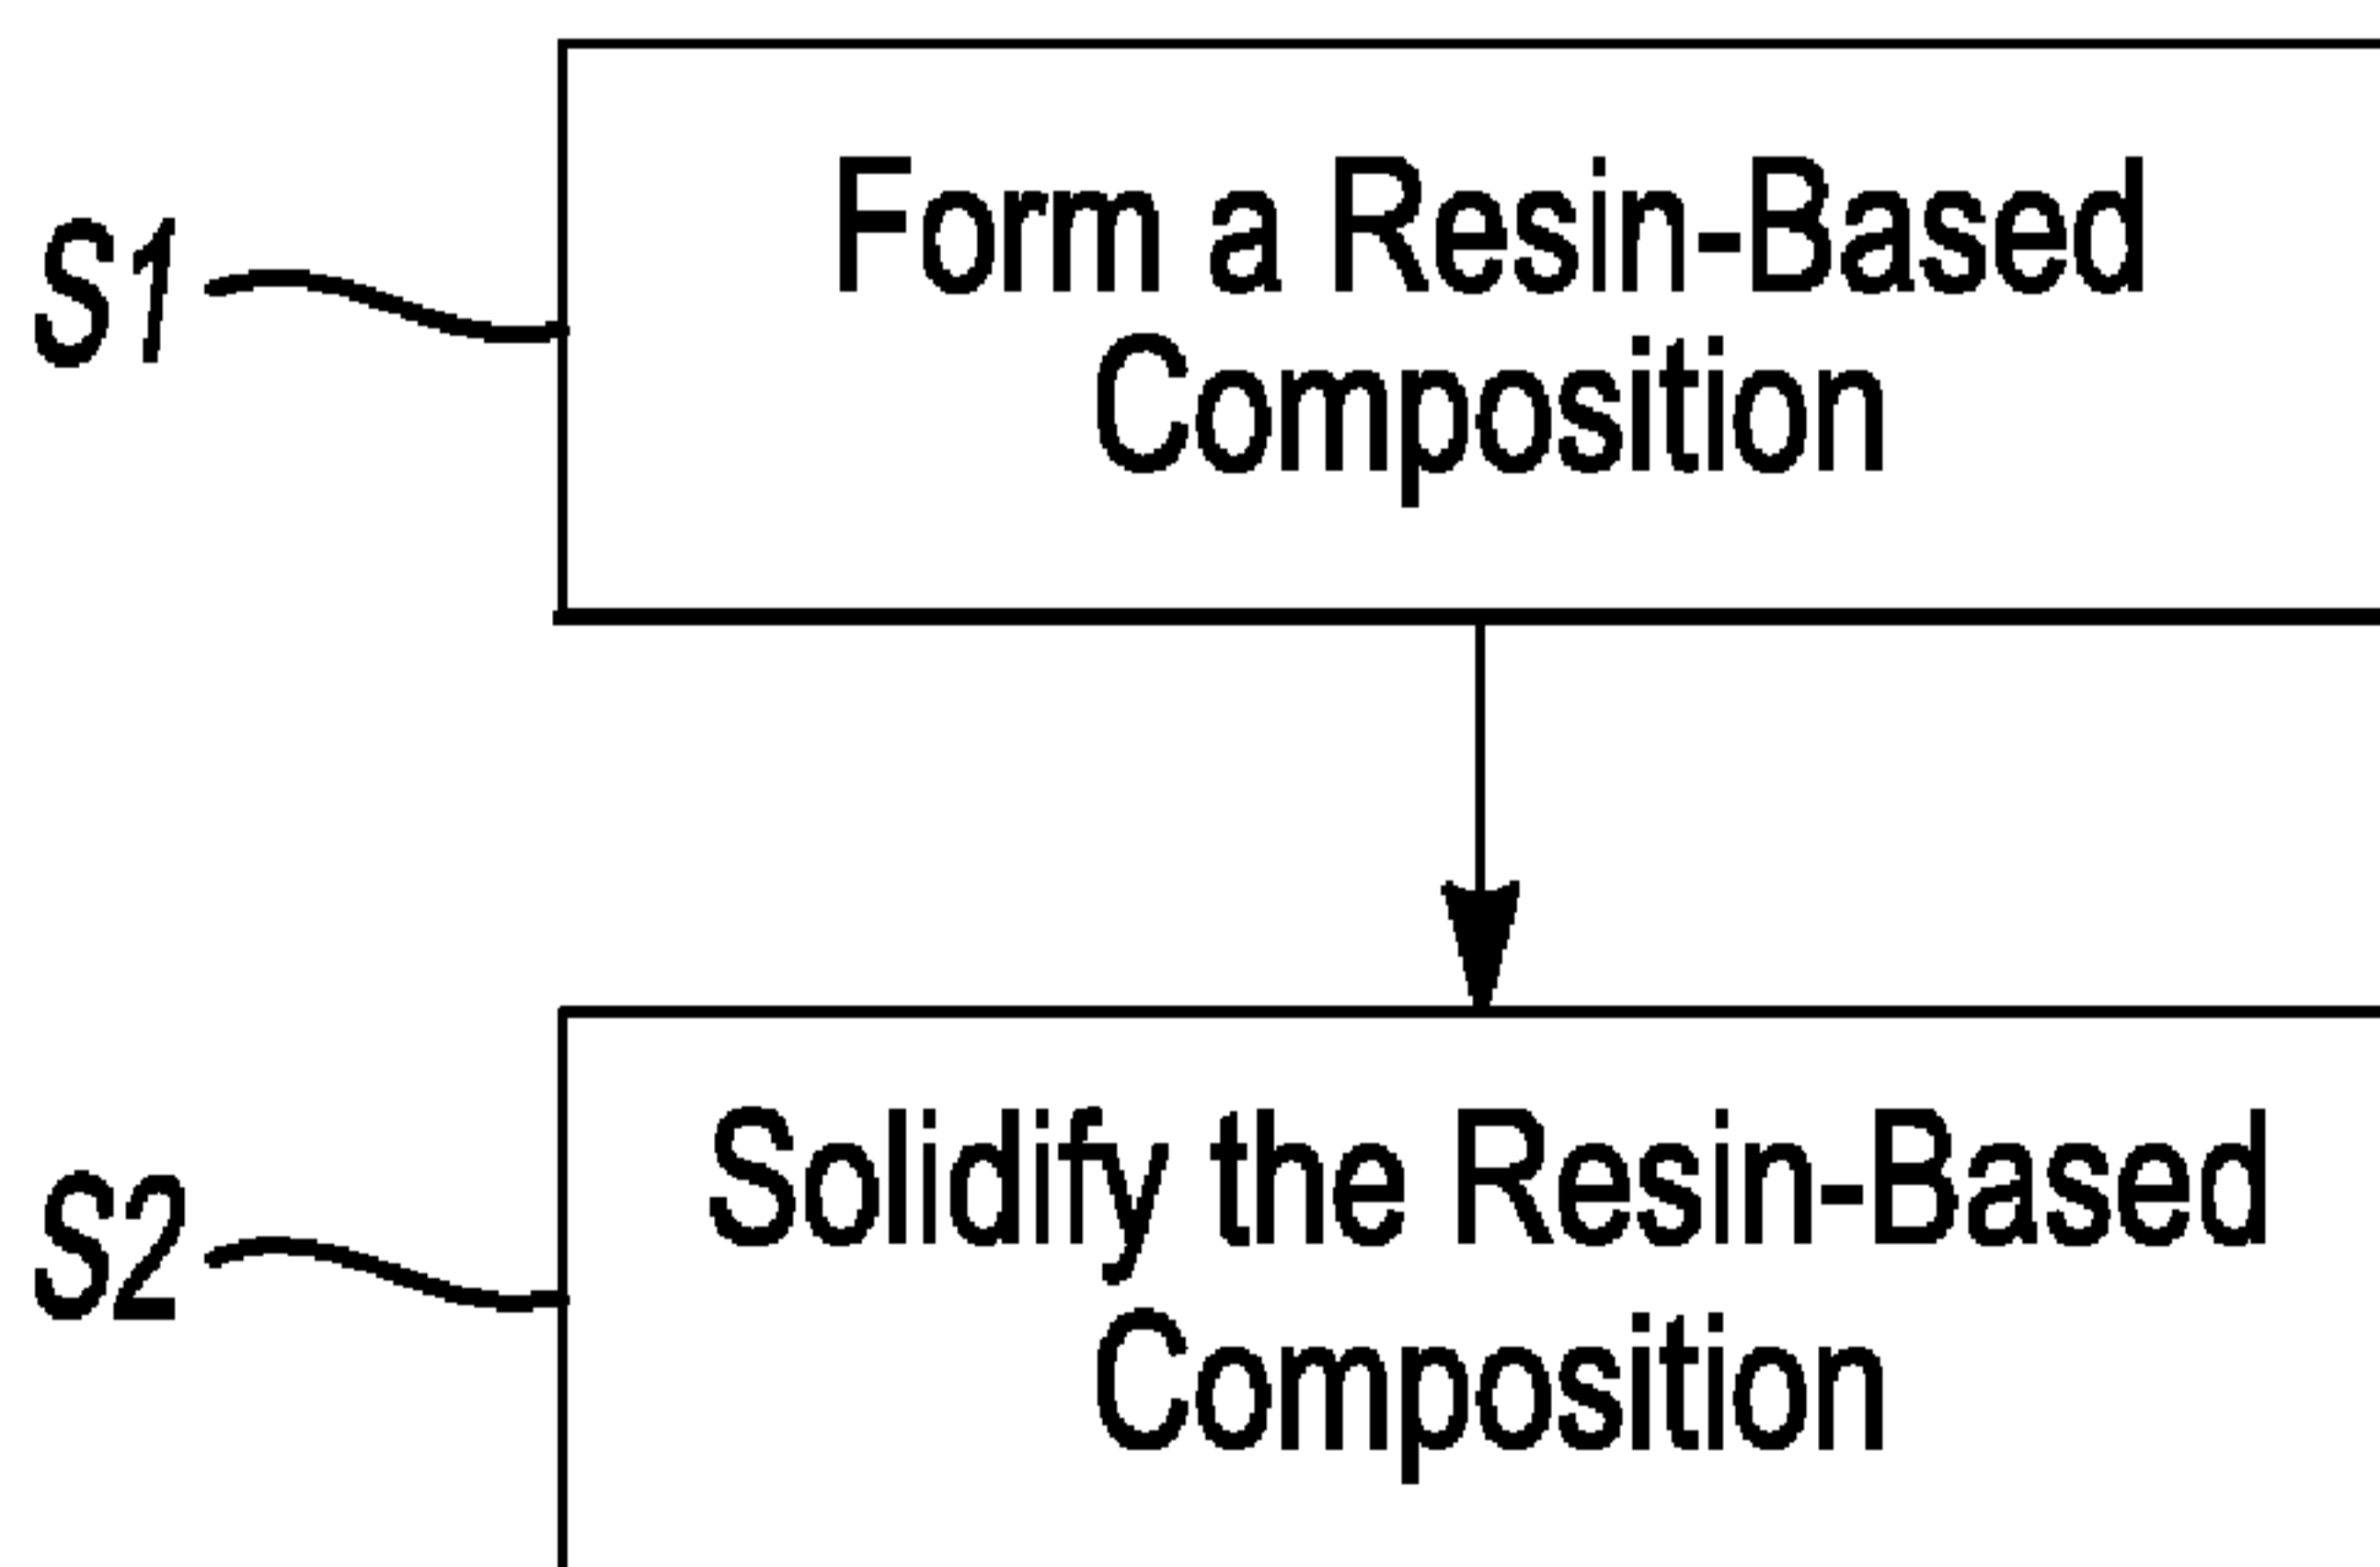 S1
Form a Resin-Based
Composition
S2
Solidify the Resin-Based
Composition